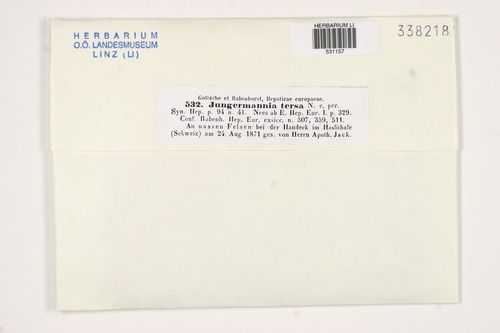 HERBARIUM
O.Ö. LANDESMUSEUM
LINZ (LI)
HERBARIUM LI
531157
338218
Gottsche et Rabenhorst, Hepaticae europaeae.
532. Jungermannia tersa N. e, per.
Syn. Hep. p. 94 n. 41. Nees ab E. Hep. Eur. I. p. 329.
Conf. Rabenh. Hep. Eur. exsicc. n. 307, 359, 511.
An nassen Felsen bei der Handeck im Haslithale
(Schweiz) am 24. Aug 1871 ges. von Herrn Apoth. Jack.